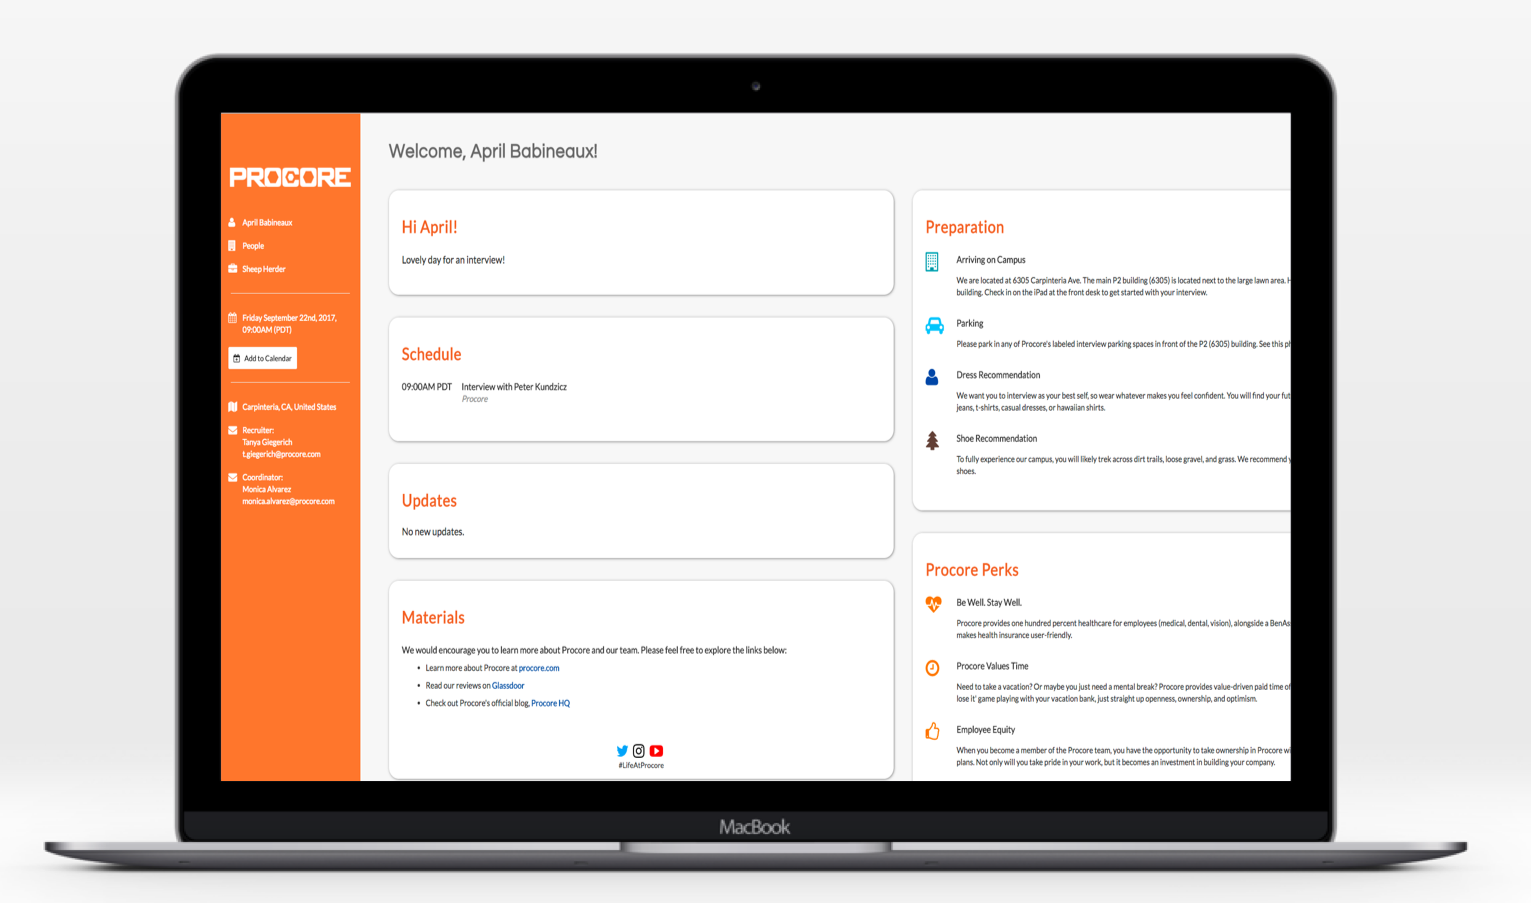 PROCORE
April Babineaux
People
Sheep Herder
Friday September 22nd, 2017,
09:00AM (PDT)
Add to Calendar
Carpinteria, CA, United States
Recruiter:
Tanya Giegerich
t.giegerich@procore.com
Coordinator:
Monica Alvarez
monica.alvarez@procore.com
Welcome, April Babineaux!
Hi April!
Lovely day for an interview!
Schedule
09:00AM PDT Interview with Peter Kundzicz
Procore
Updates
No new updates.
Materials
We would encourage you to learn more about Procore and our team. Please feel free to explore the links below:
• Learn more about Procore at procore.com
• Read our reviews on Glassdoor
• Check out Procore's official blog, Procore HQ
#LifeAtProcore
Preparation
Arriving on Campus
We are located at 6305 Carpinteria Ave. The main P2 building (6305) is located next to the large lawn area. H
building. Check in on the iPad at the front desk to get started with your interview.
Parking
Please park in any of Procore's labeled interview parking spaces in front of the P2 (6305) building. See this ph
Dress Recommendation
We want you to interview as your best self, so wear whatever makes you feel confident. You will find your fut
jeans, t-shirts, casual dresses, or hawaiian shirts.
Shoe Recommendation
To fully experience our campus, you will likely trek across dirt trails, loose gravel, and grass. We recommend y
shoes.
Procore Perks
Be Well. Stay Well.
Procore provides one hundred percent healthcare for employees (medical, dental, vision), alongside a BenAs
makes health insurance user-friendly.
Procore Values Time
Need to take a vacation? Or maybe you just need a mental break? Procore provides value-driven paid time of
lose it' game playing with your vacation bank, just straight up openness, ownership, and optimism.
Employee Equity
When you become a member of the Procore team, you have the opportunity to take ownership in Procore wi
plans. Not only will you take pride in your work, but it becomes an investment in building your company.
MacBook